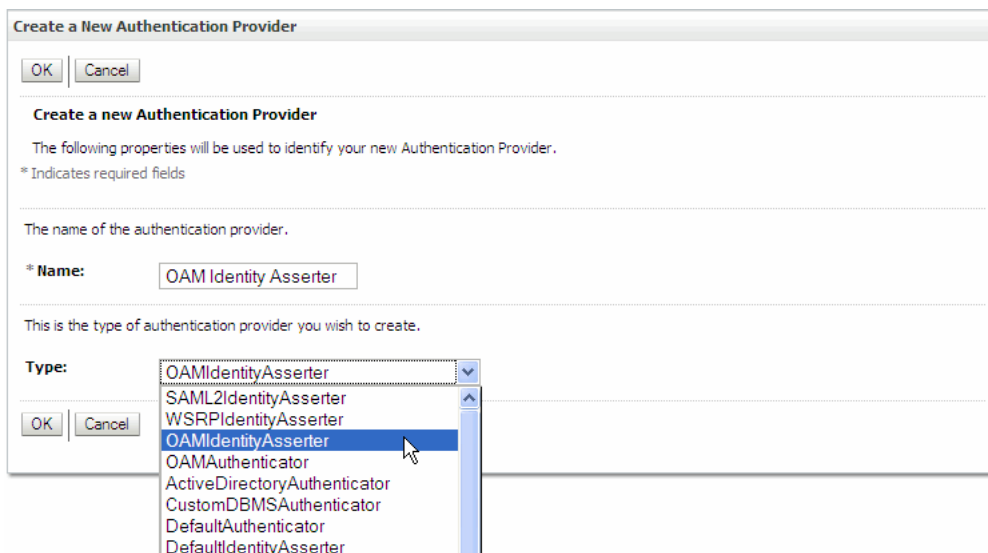 Create a New Authentication Provider
OK Cancel
Create a new Authentication Provider
The following properties will be used to identify your new Authentication Provider.
* Indicates required fields
The name of the authentication provider.
* Name: OAM Identity Asserter
This is the type of authentication provider you wish to create.
Type: OAMIdentityAsserter
SAML2IdentityAsserter
WSRPIdentityAsserter
OAMIdentityAsserter
OK Cancel
OAMAuthenticator
ActiveDirectoryAuthenticator
CustomDBMSAuthenticator
DefaultAuthenticator
DefaultIdentityAsserter